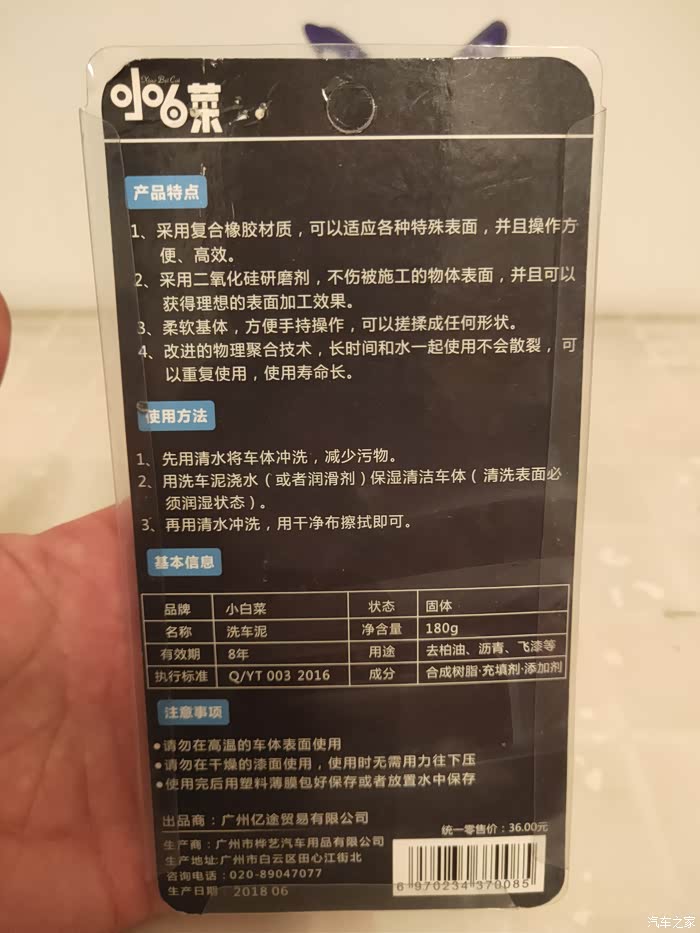 Xiao Bai Cai
小白菜
产品特点
1、采用复合橡胶材质，可以适应各种特殊表面，并且操作方
便、高效。
2、采用二氧化硅研磨剂，不伤被施工的物体表面，并且可以
获得理想的表面加工效果。
3、柔软基体，方便手持操作，可以搓揉成任何形状。
4、改进的物理聚合技术，长时间和水一起使用不会散裂，可
以重复使用，使用寿命长。
使用方法
1、先用清水将车体冲洗，减少污物。
2、用洗车泥浇水（或者润滑剂）保湿清洁车体（清洗表面必
须润湿状态）。
3、再用清水冲洗，用干净布擦拭即可。
基本信息
品牌 小白菜 状态 固体
名称 洗车泥 净含量 180g
有效期 8年 用途 去柏油、沥青、飞漆等
执行标准 Q/YT 003 2016 成分 合成树脂·充填剂·添加剂
注意事项
●请勿在高温的车体表面使用
●请勿在干燥的漆面使用，使用时无需用力往下压
●使用完后用塑料薄膜包好保存或者放置水中保存
出品商：广州亿途贸易有限公司
统一零售价：36.00元
生产商：广州市桦艺汽车用品有限公司
生产地址:广州市白云区田心江街北
咨询电话：020-89047077
生产日期 2018 06
6 970234 370085
汽车之家